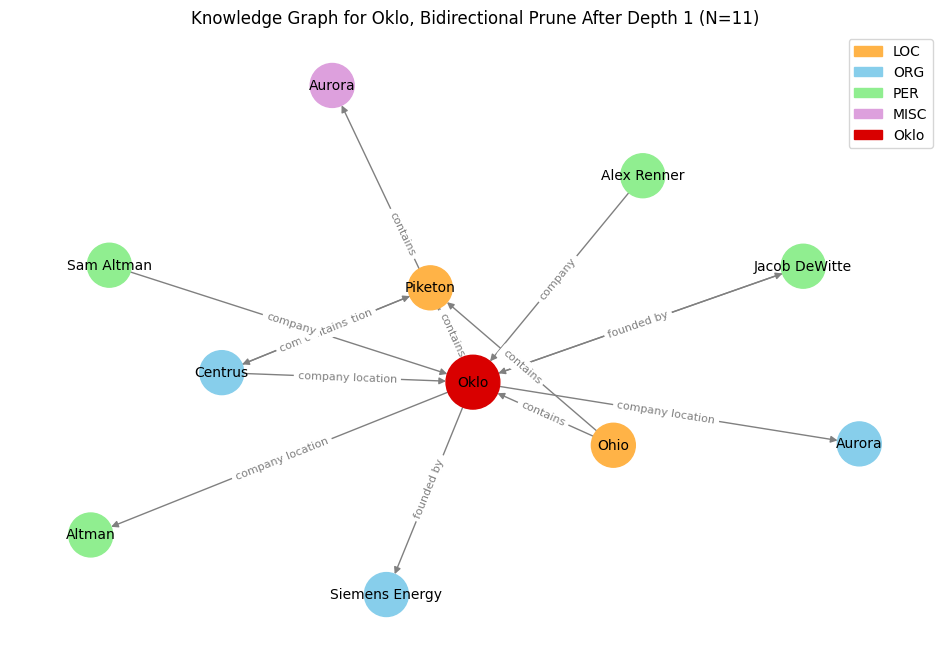 Knowledge Graph for Oklo, Bidirectional Prune After Depth 1 (N=11)
LOC
ORG
PER
MISC
Oklo
Aurora
Alex Renner
contains
Sam Altman
Jacob DeWitte
company
Piketon
company
founded by
contains
contains
Centrus
company location
Oklo
contains
contains
company location
Ohio
Aurora
company location
founded by
Altman
Siemens Energy